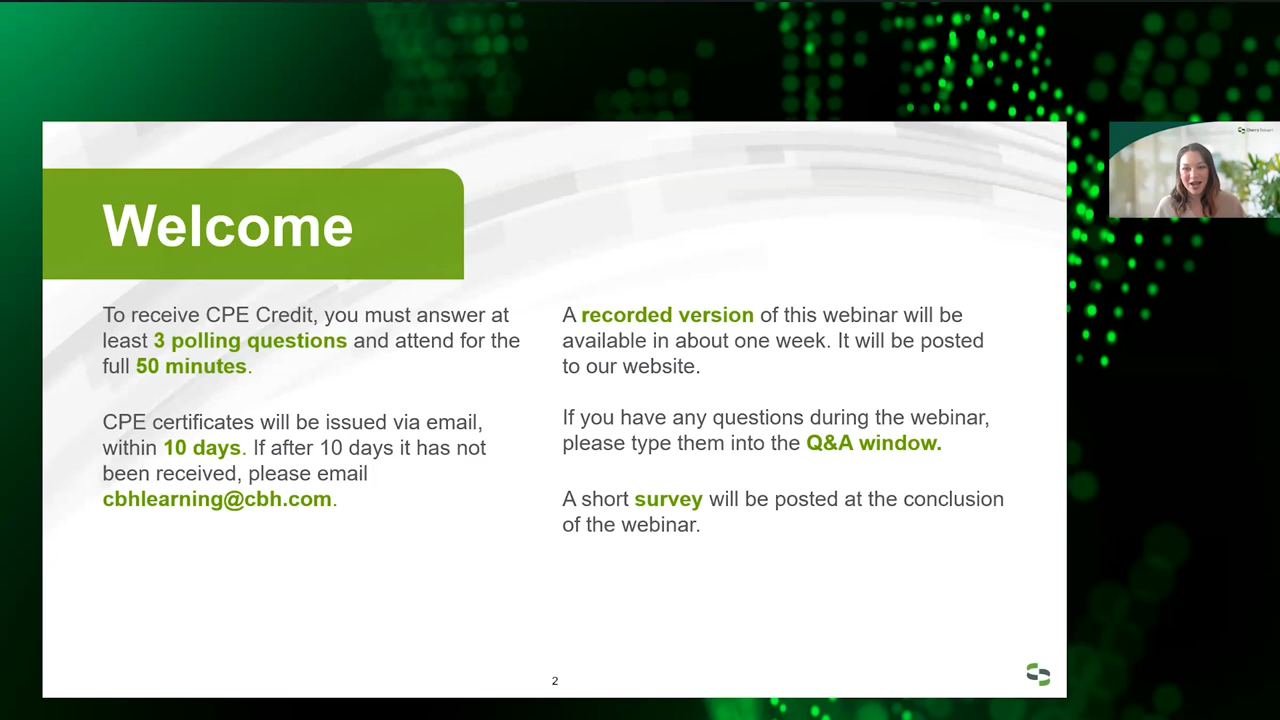 Welcome
To receive CPE Credit, you must answer at
least 3 polling questions and attend for the
full 50 minutes.
CPE certificates will be issued via email,
within 10 days. If after 10 days it has not
been received, please email
cbhlearning@cbh.com.
A recorded version of this webinar will be
available in about one week. It will be posted
to our website.
If you have any questions during the webinar,
please type them into the Q&A window.
A short survey will be posted at the conclusion
of the webinar.
2
Cherry Bekaert